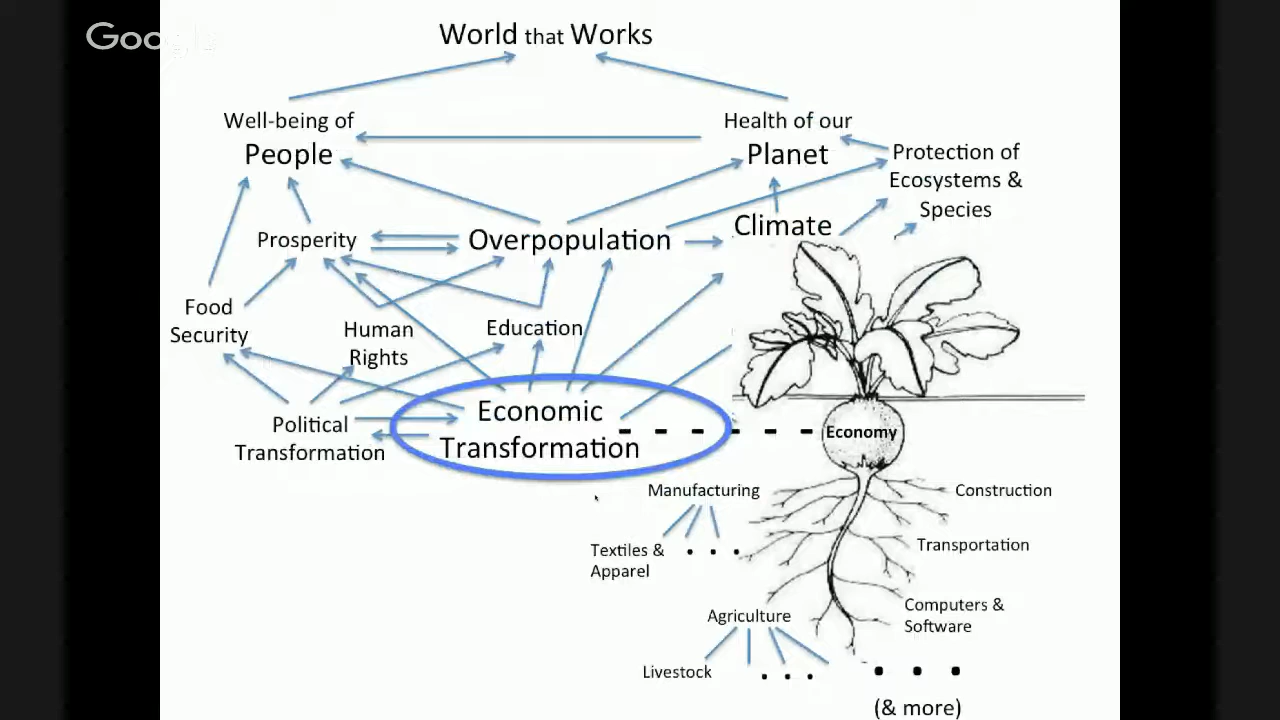 Google
World that Works
Well-being of
People
Health of our
Planet
Protection of
Ecosystems &
Species
Prosperity
Overpopulation
Climate
Food
Security
Human
Rights
Education
Political
Transformation
Economic
Transformation
Economy
Manufacturing
Construction
Textiles &
Apparel
Transportation
Agriculture
Computers &
Software
Livestock
(& more)